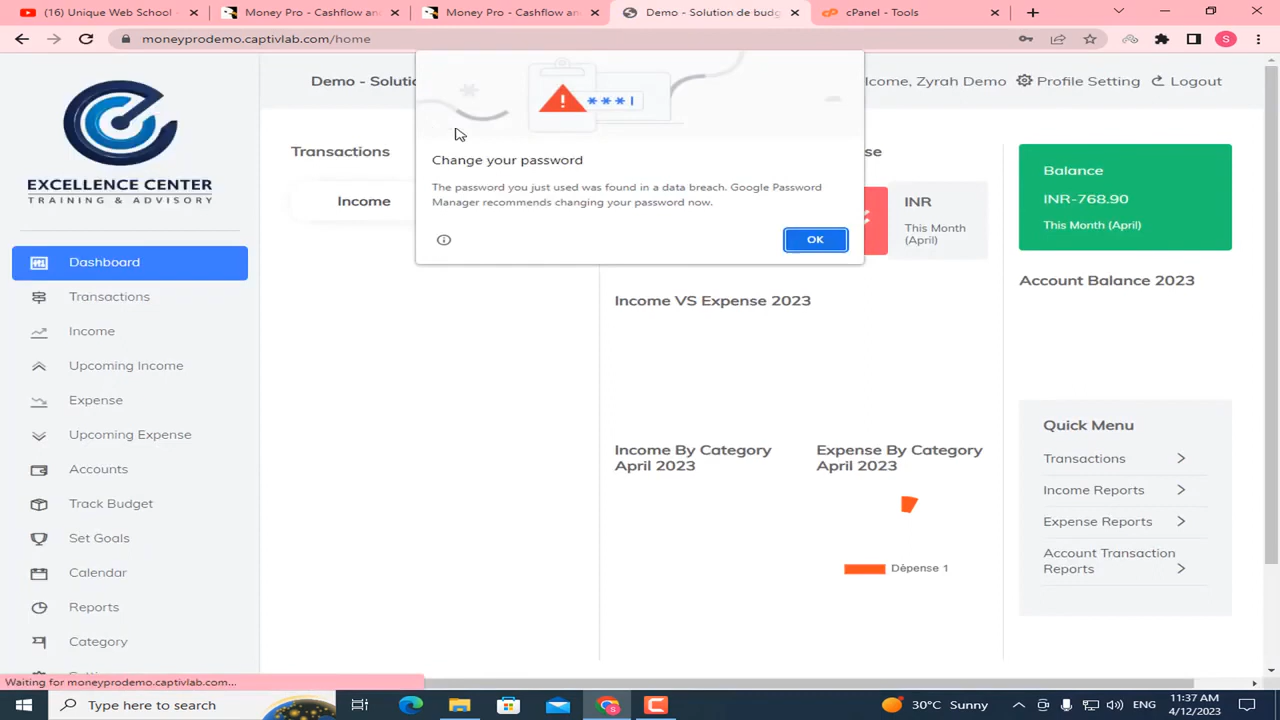 (16) Unique Web School -
Money Pro - Cashflow an
Money Pro - Cashflow an
Demo - Solution de budg
cPanel - Tools
moneyprodemo.captivlab.com/home
S
EXCELLENCE CENTER
TRAINING & ADVISORY
Dashboard
Transactions
Income
Upcoming Income
Expense
Upcoming Expense
Accounts
Track Budget
Set Goals
Calendar
Reports
Category
Demo - Solutio
lcome, Zyrah Demo
Profile Setting
Logout
Transactions
Income
***|
Change your password
The password you just used was found in a data breach. Google Password
Manager recommends changing your password now.
OK
se
INR
This Month
(April)
Balance
INR-768.90
This Month (April)
Income VS Expense 2023
Account Balance 2023
Income By Category
April 2023
Expense By Category
April 2023
Dèpense 1
Quick Menu
Transactions
Income Reports
Expense Reports
Account Transaction
Reports
Waiting for moneyprodemo.captivlab.com...
Type here to search
30°C Sunny
ENG
11:37 AM
4/12/2023